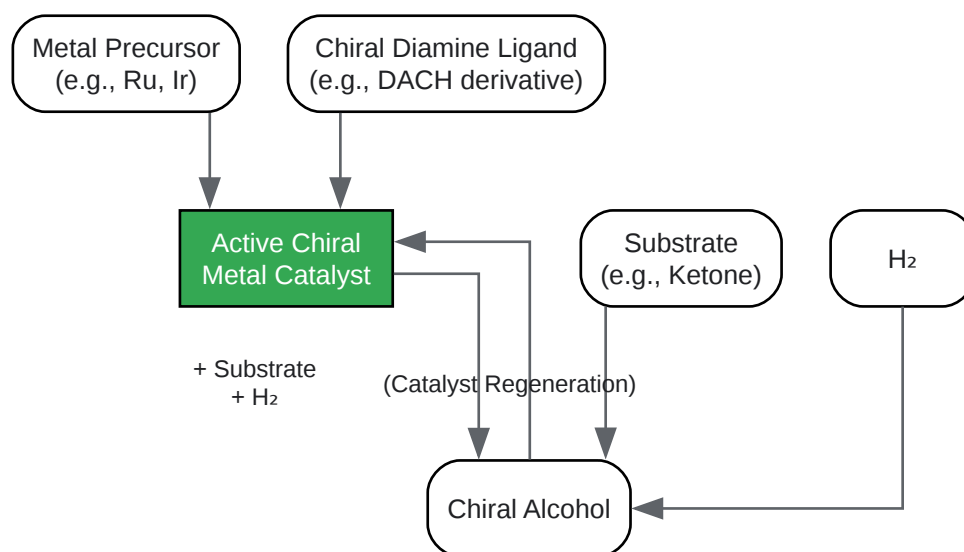 Metal Precursor
(e.g., Ru, Ir)
Chiral Diamine Ligand
(e.g., DACH derivative)
Active Chiral
Metal Catalyst
Substrate
(e.g., Ketone)
H₂
+ Substrate
+ H₂
(Catalyst Regeneration)
Chiral Alcohol